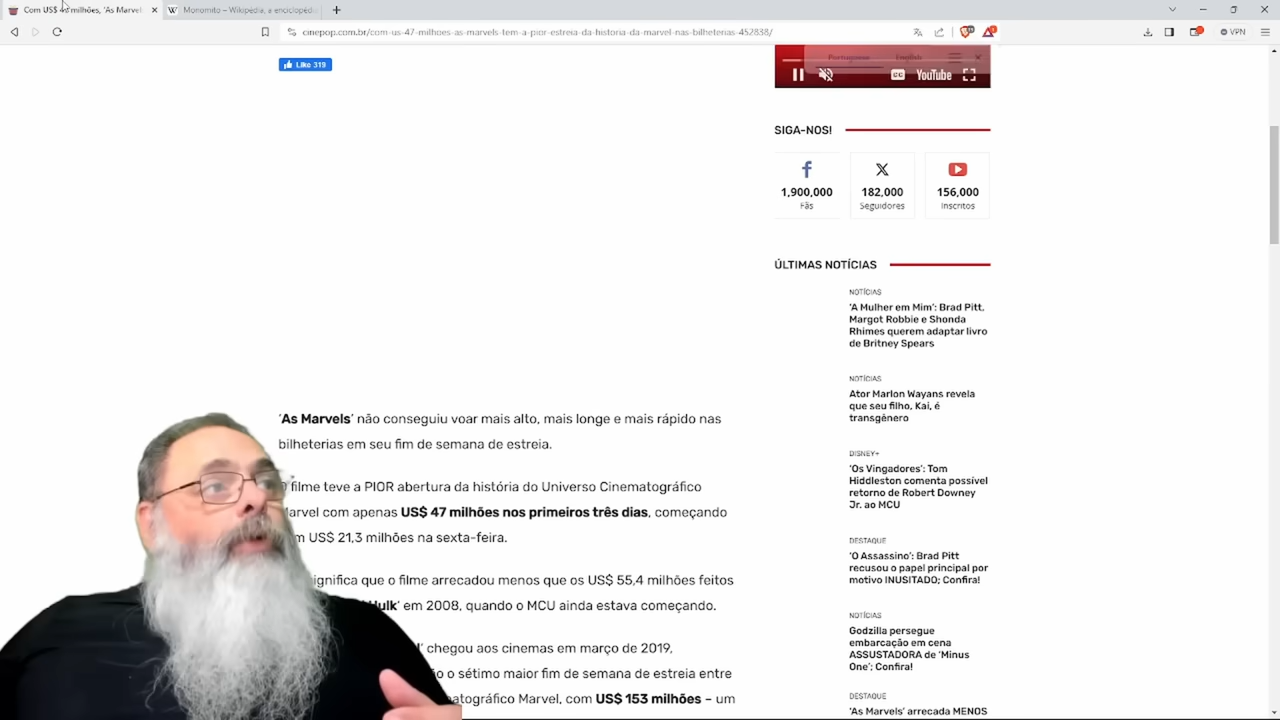 Com US$ 47 milhões, 'As Marvel
Monomito – Wikipédia, a enciclopéd
cinepop.com.br/com-us-47-milhoes-as-marvels-tem-a-pior-estreia-da-historia-da-marvel-nas-bilheterias-452838/
VPN
Like 319
Portuguese English
CC YouTube
SIGA-NOS!
1,900,000
Fãs
182,000
Seguidores
156,000
Inscritos
ÚLTIMAS NOTÍCIAS
NOTÍCIAS
'A Mulher em Mim': Brad Pitt,
Margot Robbie e Shonda
Rhimes querem adaptar livro
de Britney Spears
NOTÍCIAS
Ator Marlon Wayans revela
que seu filho, Kai, é
transgênero
DISNEY+
'Os Vingadores': Tom
Hiddleston comenta possível
retorno de Robert Downey
Jr. ao MCU
DESTAQUE
'O Assassino': Brad Pitt
recusou o papel principal por
motivo INUSITADO; Confira!
NOTÍCIAS
Godzilla persegue
embarcação em cena
ASSUSTADORA de 'Minus
One'; Confira!
DESTAQUE
'As Marvels' arrecada MENOS
'As Marvels' não conseguiu voar mais alto, mais longe e mais rápido nas
bilheterias em seu fim de semana de estreia.
filme teve a PIOR abertura da história do Universo Cinematográfico
arvel com apenas US$ 47 milhões nos primeiros três dias, começando
m US$ 21,3 milhões na sexta-feira.
ignifica que o filme arrecadou menos que os US$ 55,4 milhões feitos
Hulk' em 2008, quando o MCU ainda estava começando.
l' chegou aos cinemas em março de 2019,
o o sétimo maior fim de semana de estreia entre
atográfico Marvel, com US$ 153 milhões – um